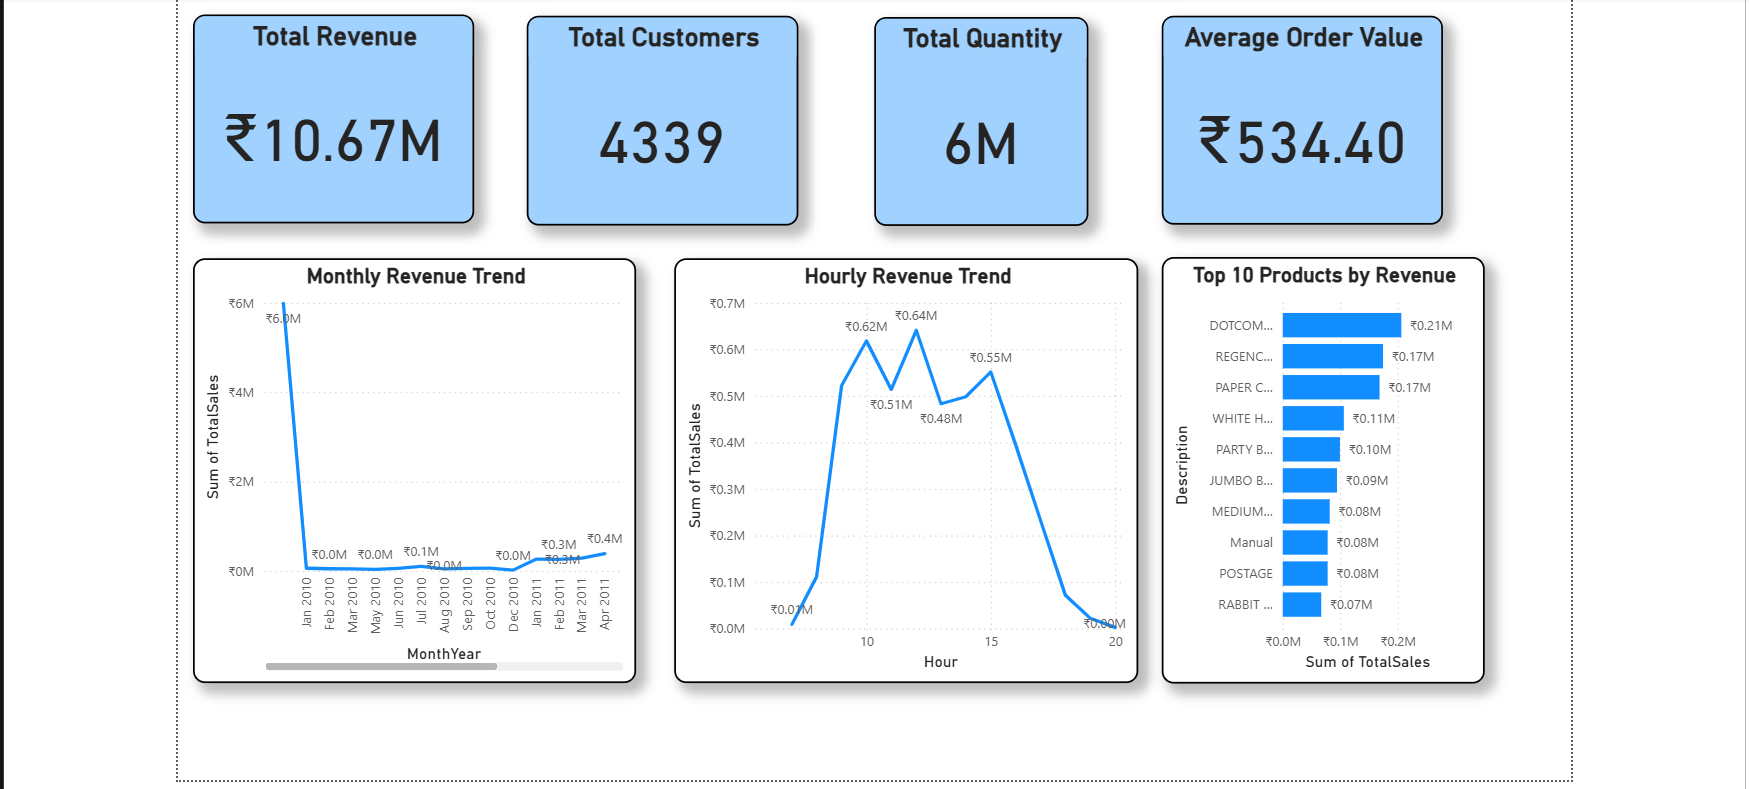 Total Revenue
₹10.67M
Total Customers
4339
Total Quantity
6M
Average Order Value
₹534.40
Monthly Revenue Trend
Sum of TotalSales
₹6M
₹4M
₹2M
₹0M
₹6.0M
₹0.0M
₹0.0M
₹0.1M
₹0.0M
₹0.0M
₹0.3M
₹0.3M
₹0.4M
Jan 2010
Feb 2010
Mar 2010
May 2010
Jun 2010
Jul 2010
Aug 2010
Sep 2010
Oct 2010
Dec 2010
Jan 2011
Feb 2011
Mar 2011
Apr 2011
MonthYear
Hourly Revenue Trend
Sum of TotalSales
₹0.7M
₹0.6M
₹0.5M
₹0.4M
₹0.3M
₹0.2M
₹0.1M
₹0.0M
₹0.01M
₹0.62M
₹0.51M
₹0.64M
₹0.48M
₹0.55M
₹0.00M
10
15
20
Hour
Top 10 Products by Revenue
Description
DOTCOM... ₹0.21M
REGENC... ₹0.17M
PAPER C... ₹0.17M
WHITE H... ₹0.11M
PARTY B... ₹0.10M
JUMBO B... ₹0.09M
MEDIUM... ₹0.08M
Manual ₹0.08M
POSTAGE ₹0.08M
RABBIT ... ₹0.07M
₹0.0M ₹0.1M ₹0.2M
Sum of TotalSales